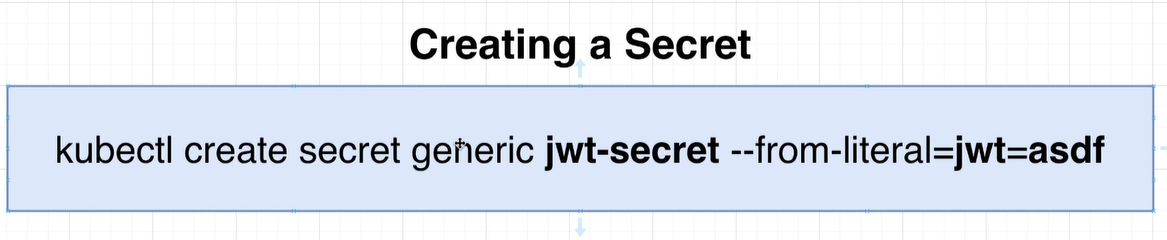 Creating a Secret
kubectl create secret generic jwt-secret --from-literal=jwt=asdf